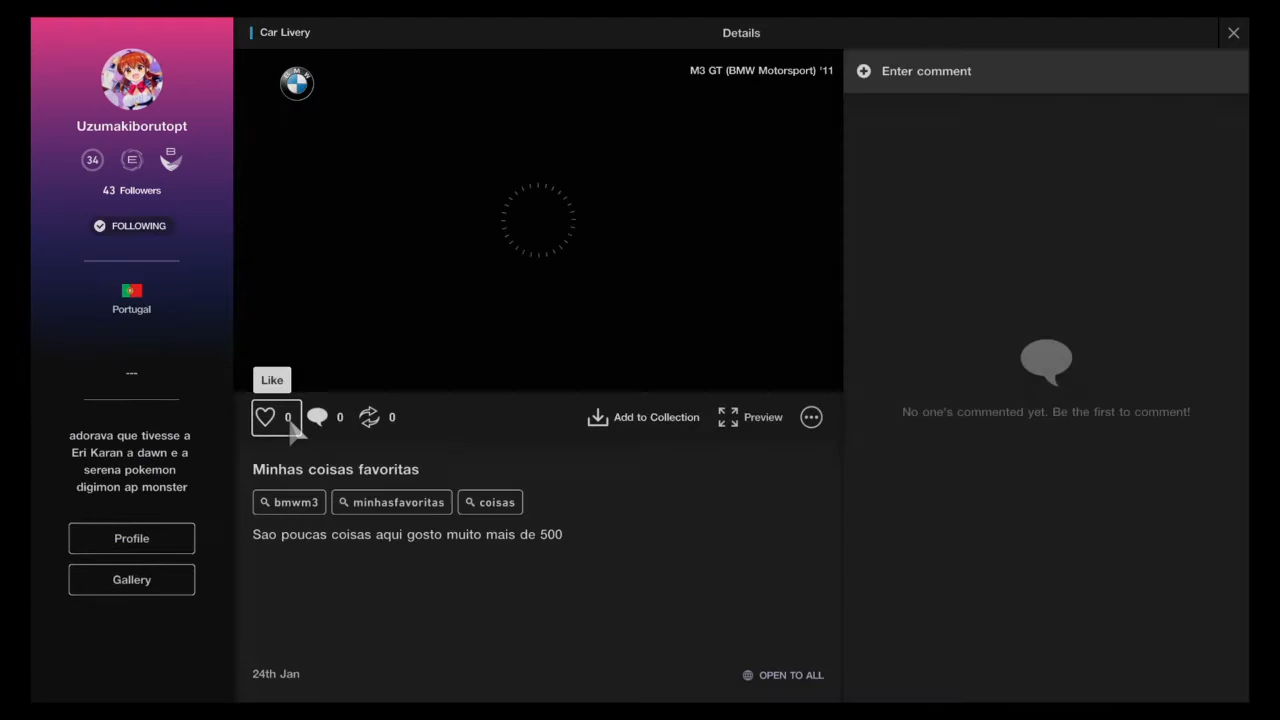 Car Livery
Details
Uzumakiborutopt
34
E
B
43 Followers
FOLLOWING
Portugal
---
adorava que tivesse a
Eri Karan a dawn e a
serena pokemon
digimon ap monster
Profile
Gallery
BMW
M3 GT (BMW Motorsport) '11
Like
0
0
0
Add to Collection
Preview
Minhas coisas favoritas
bmwm3
minhasfavoritas
coisas
Sao poucas coisas aqui gosto muito mais de 500
24th Jan
OPEN TO ALL
Enter comment
No one's commented yet. Be the first to comment!